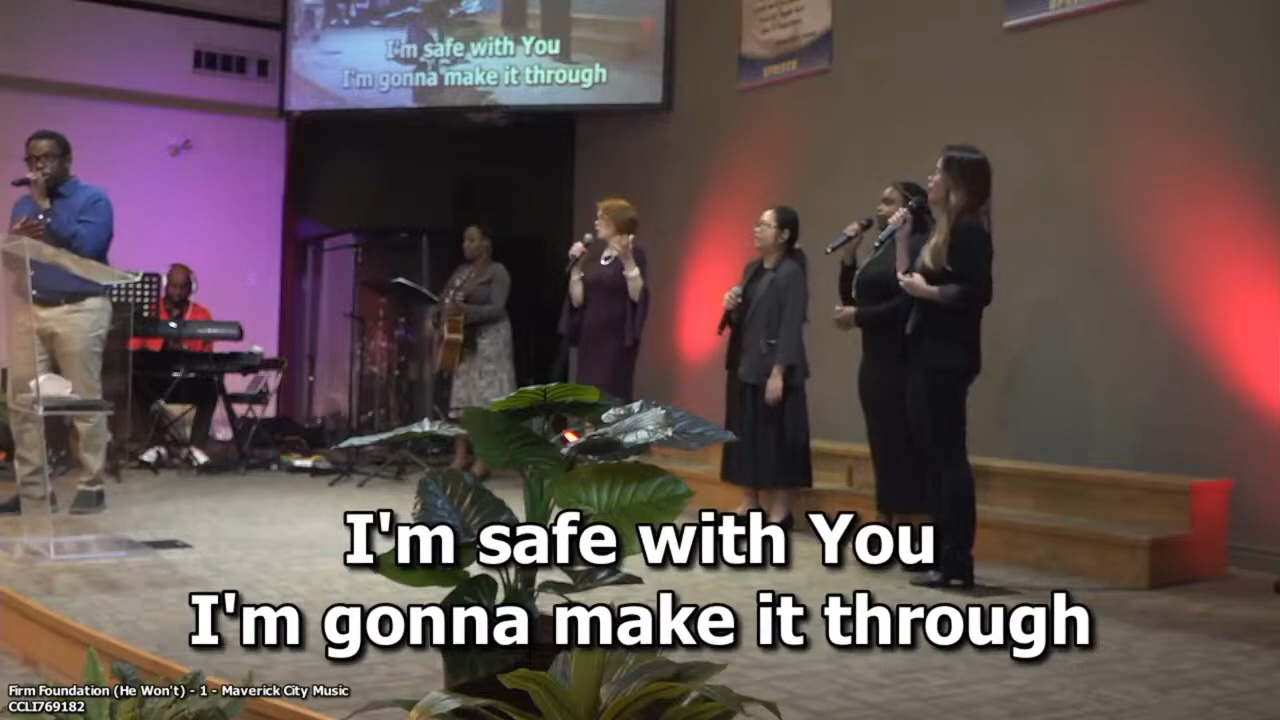 I'm safe with You
I'm gonna make it through
I'm safe with You
I'm gonna make it through
Firm Foundation (He Won't) - 1 - Maverick City Music
CCLI769182